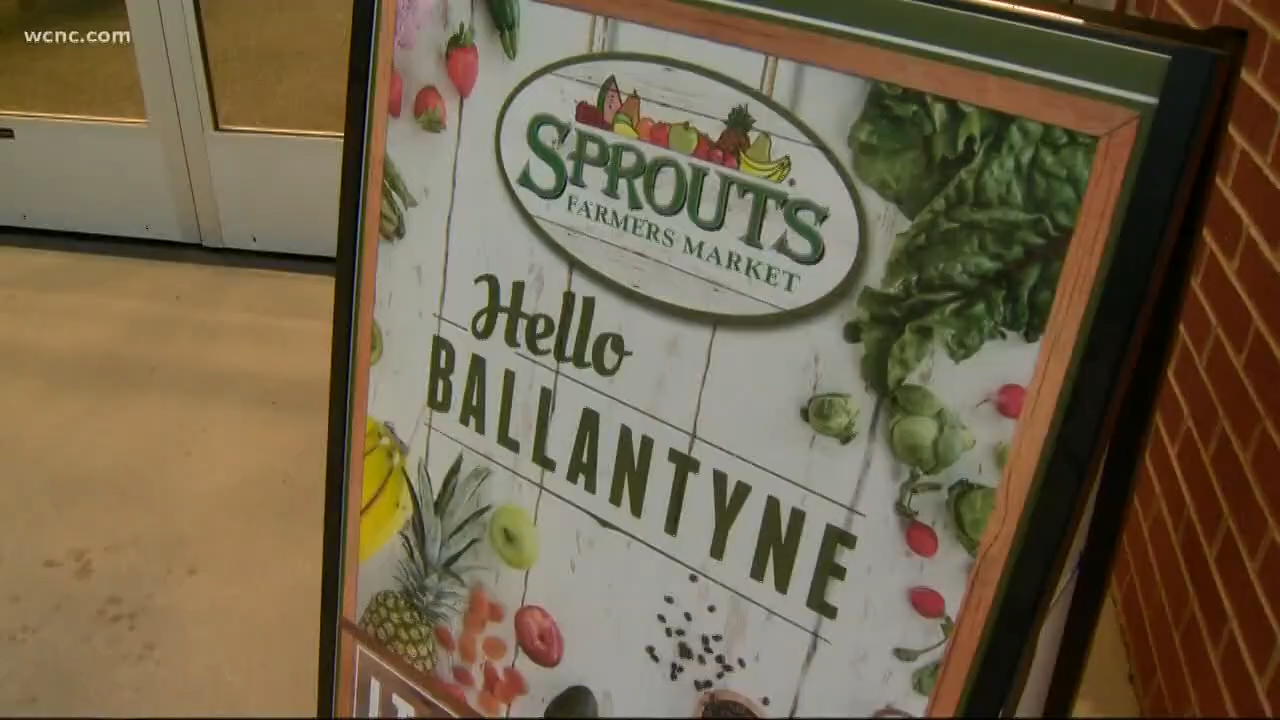 wcnc.com
SPROUTS
FARMERS MARKET
Hello
BALLANTYNE